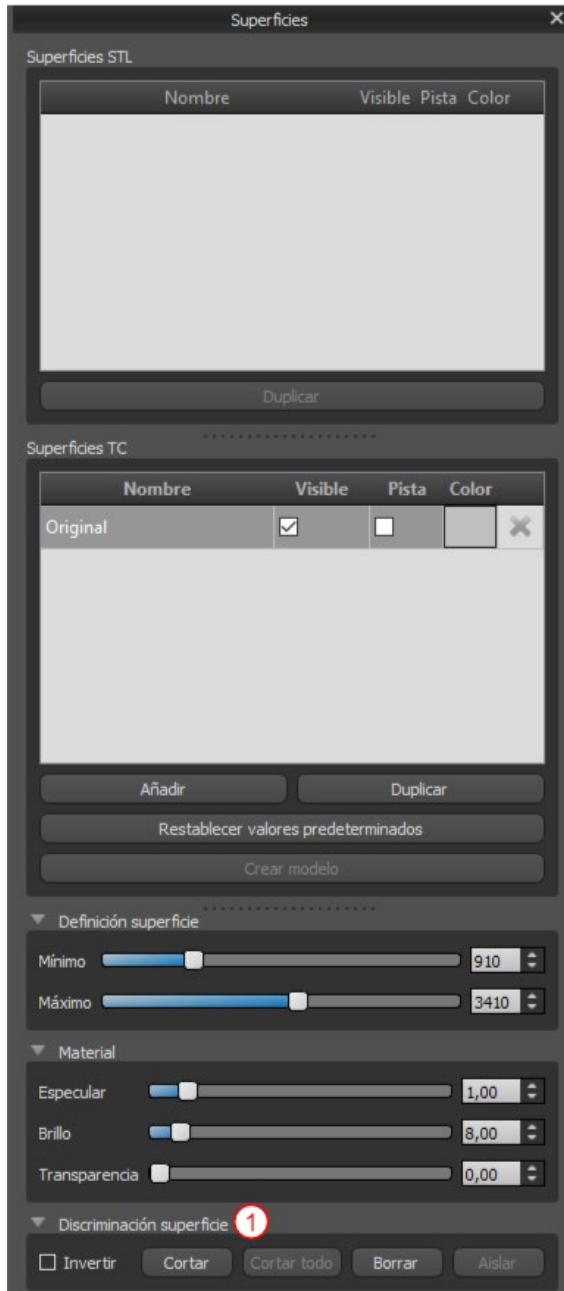 Superficies
Superficies STL
Nombre Visible Pista Color
Duplicar
Superficies TC
Nombre Visible Pista Color
Original
Añadir Duplicar
Restablecer valores predeterminados
Crear modelo
Definición superficie
Mínimo 910
Máximo 3410
Material
Especular 1,00
Brillo 8,00
Transparencia 0,00
Discriminación superficie 1
Invertir Cortar Cortar todo Borrar Aislar